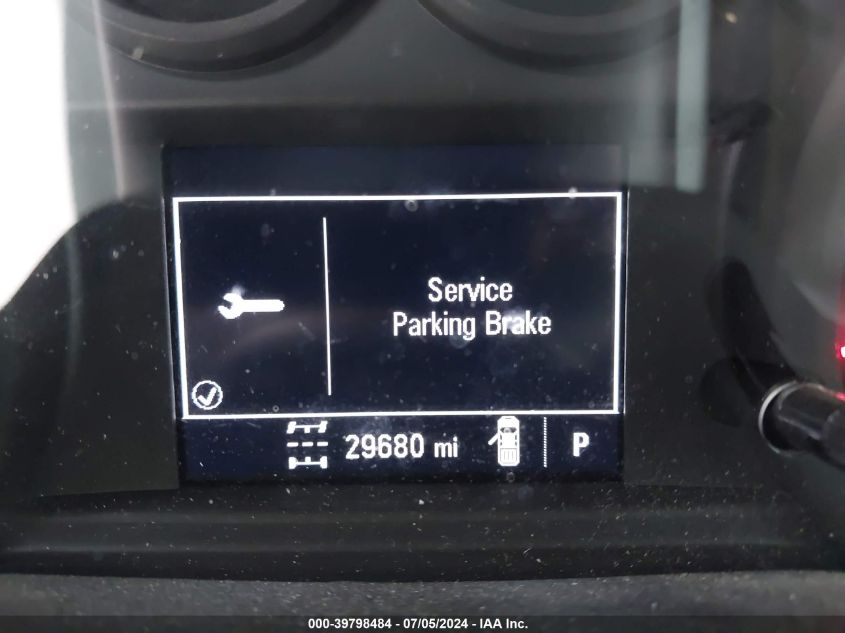 Service
Parking Brake
29680 mi P
000-39798484 - 07/05/2024 - IAA Inc.